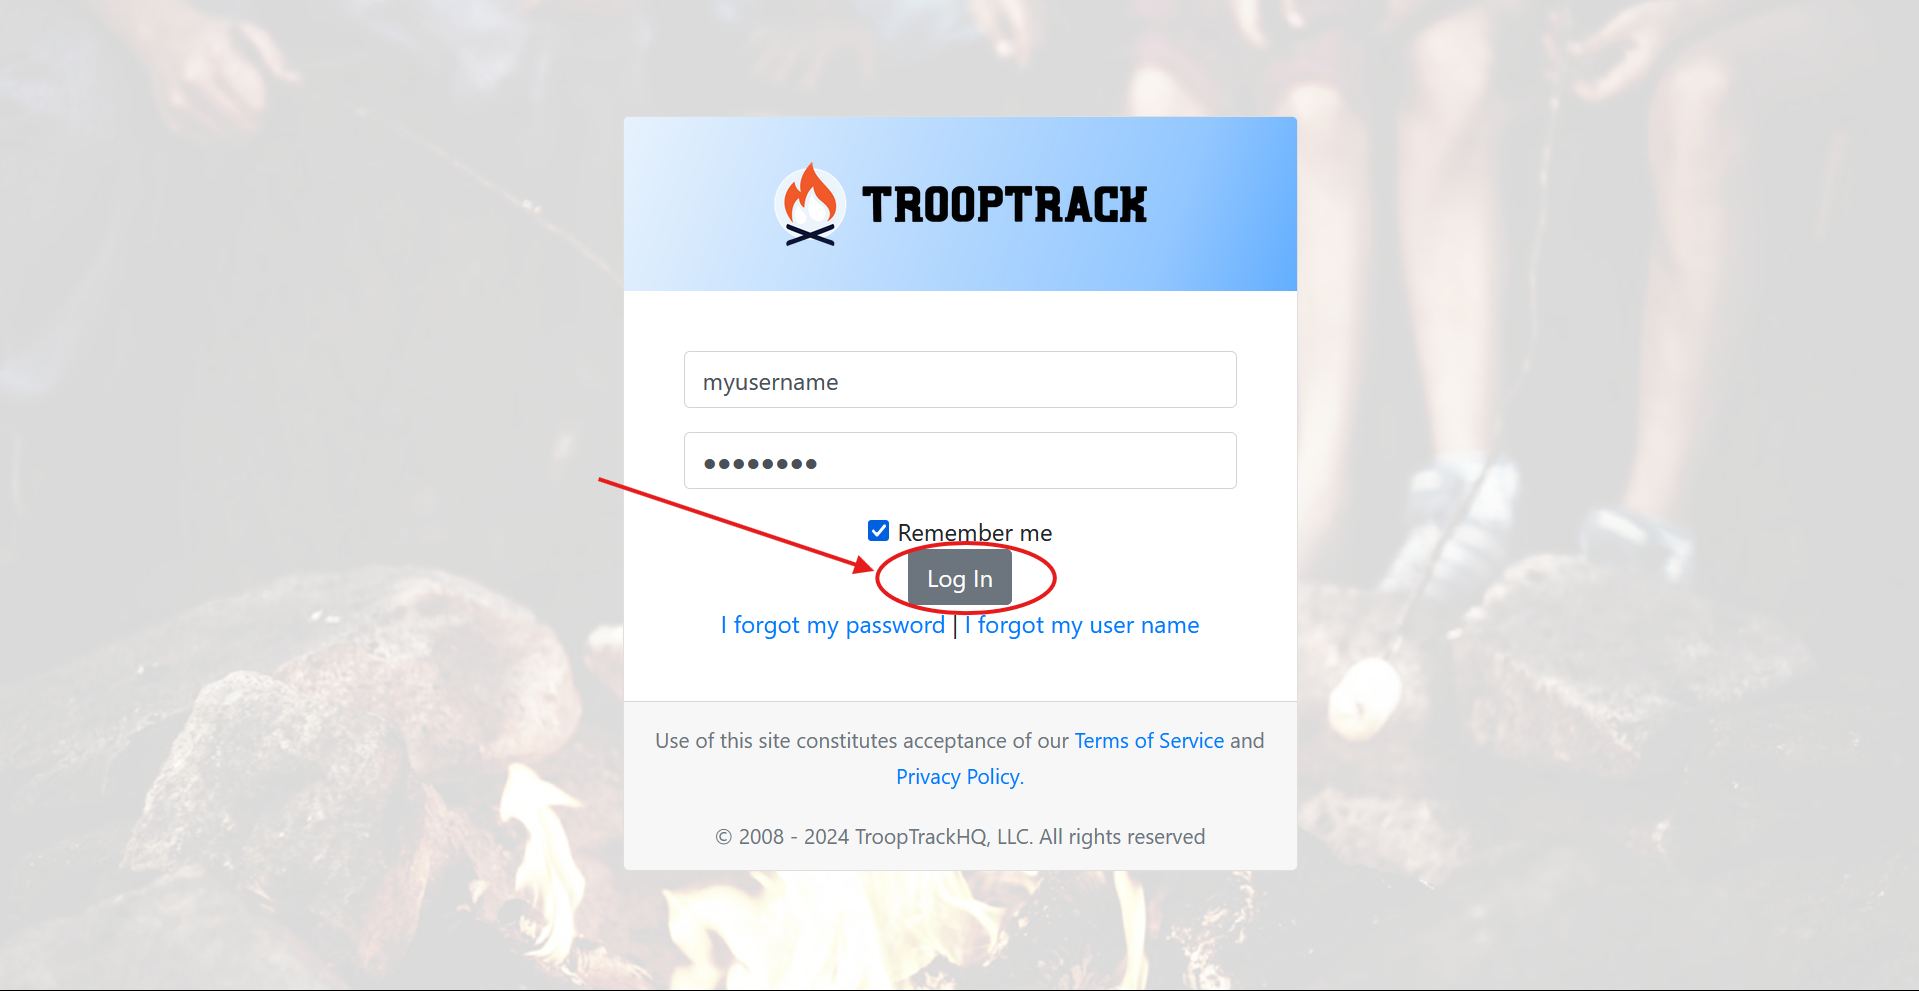 TROOPTRACK
myusername
••••••••
Remember me
Log In
I forgot my password | I forgot my user name
Use of this site constitutes acceptance of our Terms of Service and
Privacy Policy.
© 2008 - 2024 TroopTrackHQ, LLC. All rights reserved